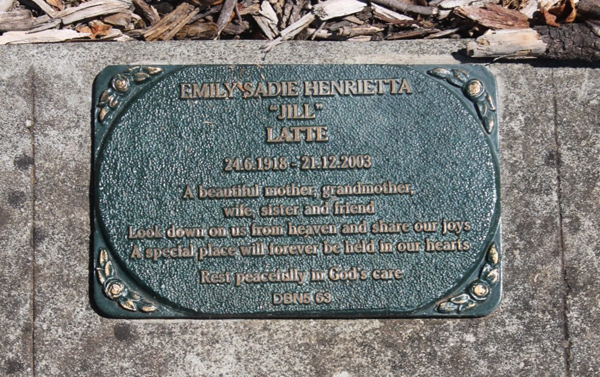 EMILY SADIE HENRIETTA
"JILL"
LATTE
24.6.1918 - 21.12.2003
A beautiful mother, grandmother,
wife, sister and friend
Look down on us from heaven and share our joys
A special place will forever be held in our hearts
Rest peacefully in God's care
DBN5 63